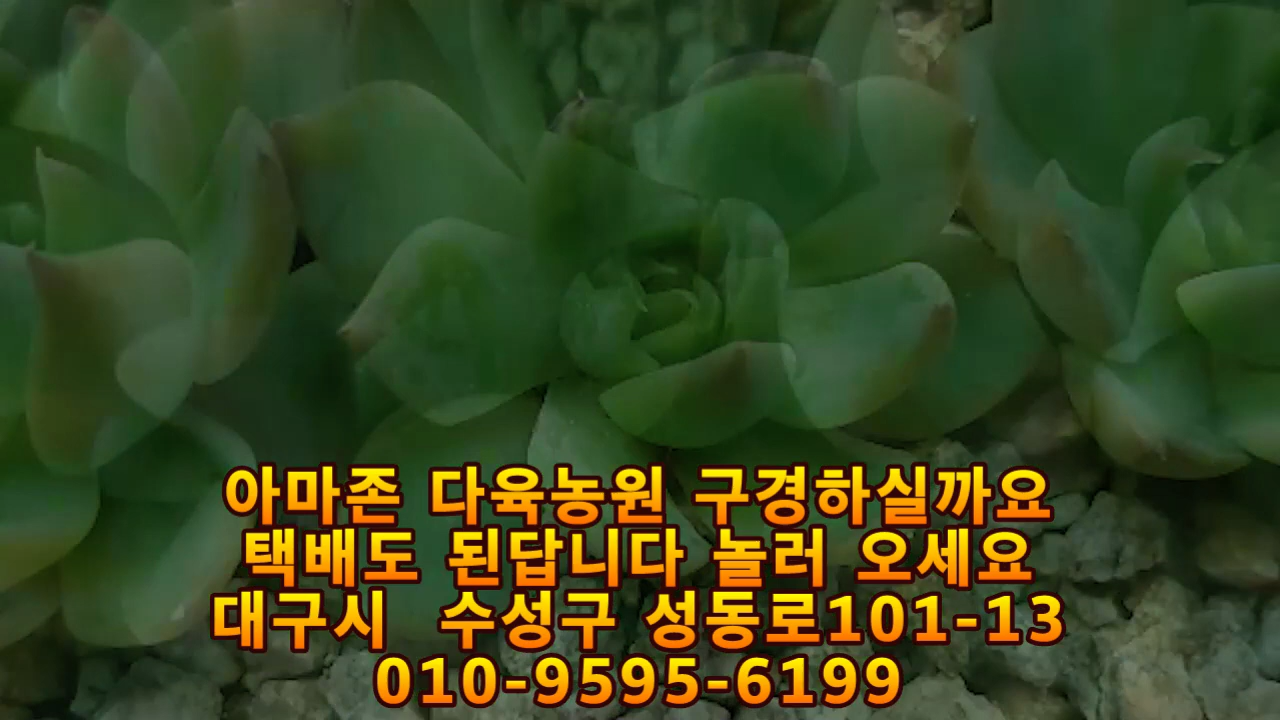 아마존 다육농원 구경하실까요
택배도 된답니다 놀러 오세요
대구시 수성구 성동로101-13
010-9595-6199